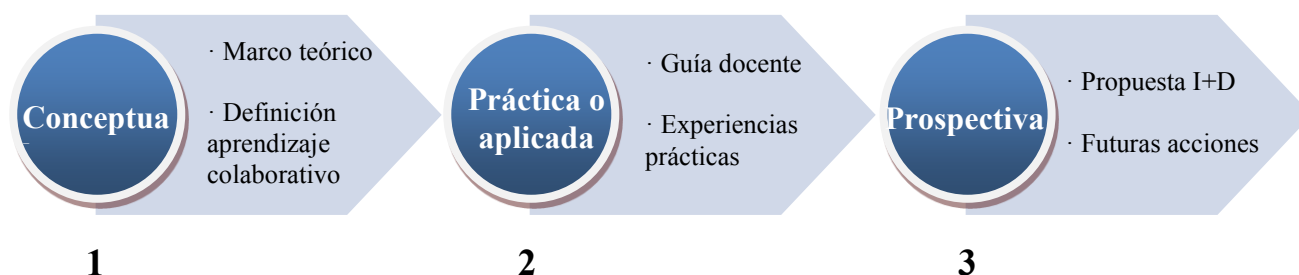 Conceptua
· Marco teórico
· Definición
aprendizaje
colaborativo
Práctica o
aplicada
· Guía docente
· Experiencias
prácticas
Prospectiva
· Propuesta I+D
· Futuras acciones
1
2
3